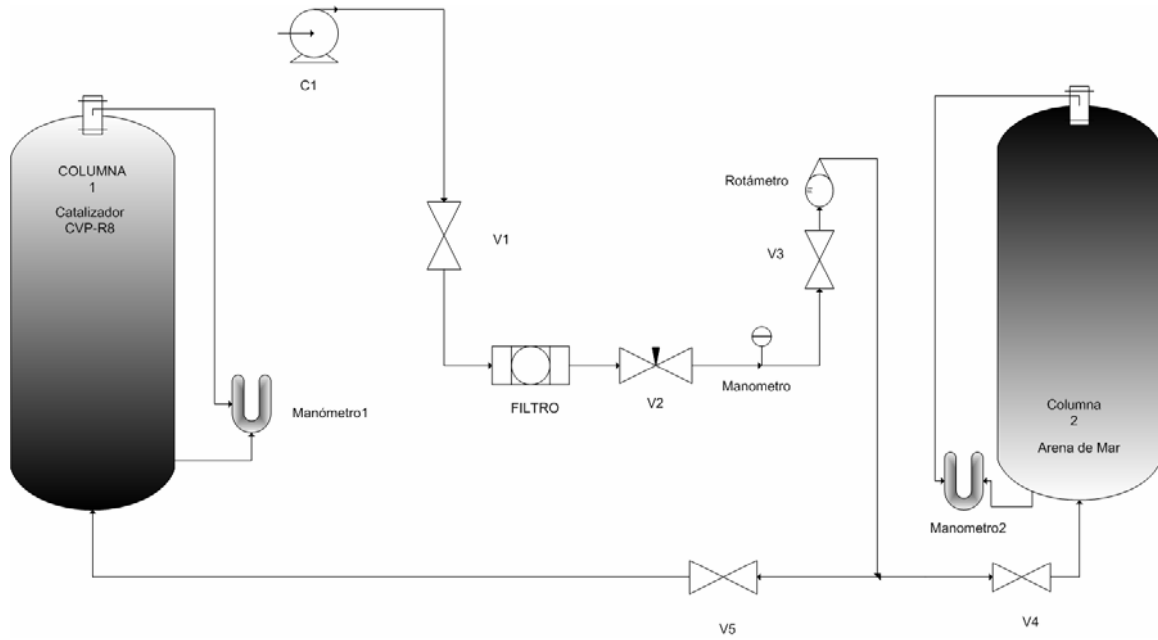 C1
COLUMNA
1
Catalizador
CVP-R8
Rotámetro
V1
V3
Manómetro1
FILTRO
V2
Manometro
Columna
2
Arena de Mar
Manometro2
V5
V4